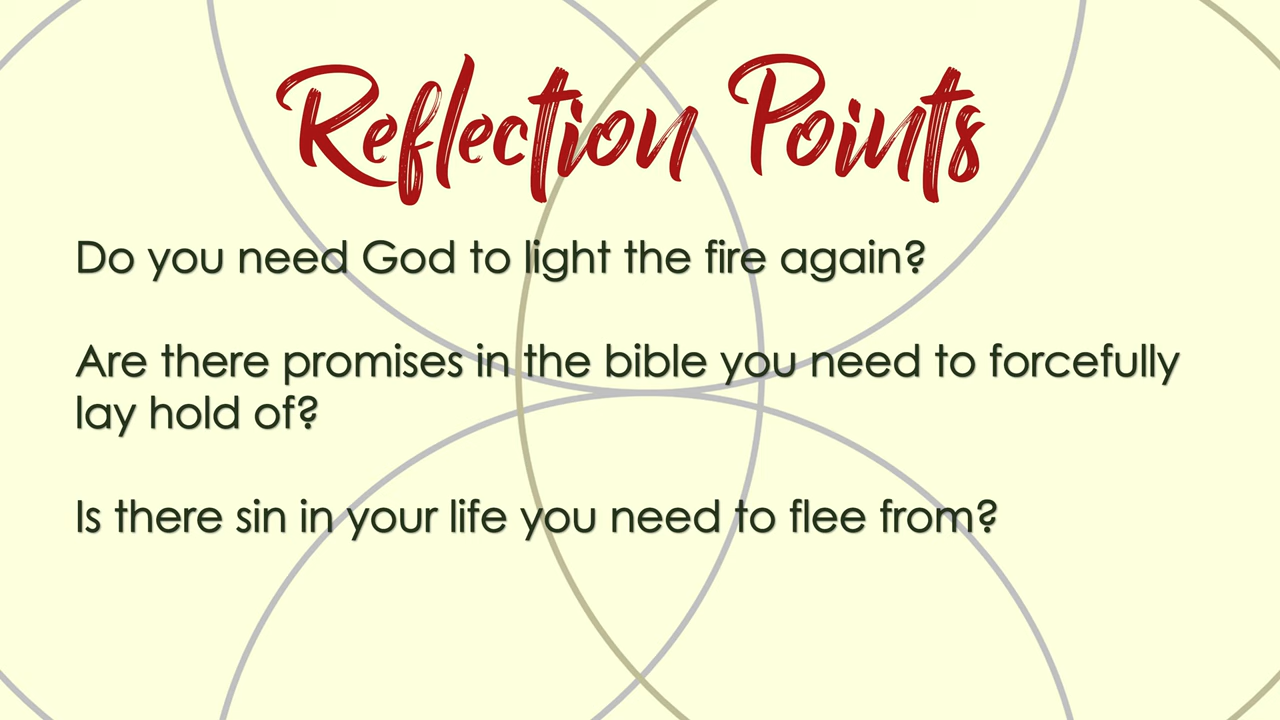 Reflection Points
Do you need God to light the fire again?
Are there promises in the bible you need to forcefully
lay hold of?
Is there sin in your life you need to flee from?